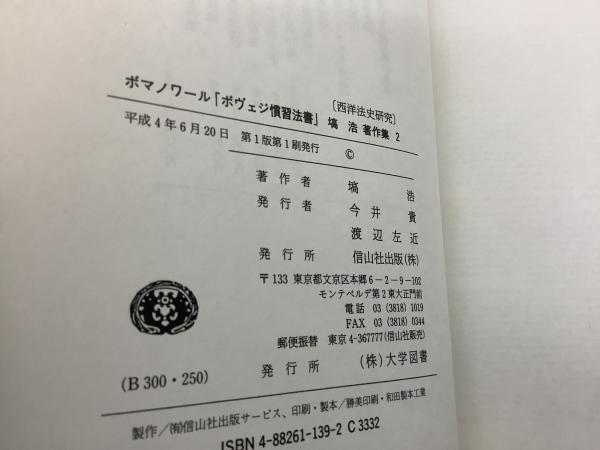 〔西洋法史研究〕
ボマノワール「ボヴェジ慣習法書」 塙 浩 著作集 2
平成4年6月20日 第1版第1刷発行 ©
著作者 塙 浩
発行者 今井 貴
渡辺左近
発行所 信山社出版(株)
〒133 東京都文京区本郷6-2-9-102
モンテベルデ第2東大正門前
電話 03 (3818) 1019
FAX 03 (3818) 0344
郵便振替 東京4-367777(信山社販売)
(B 300・250) 発行所 (株)大学図書
製作/(有)信山社出版サービス、印刷・製本/勝美印刷・和田製本工業
ISBN 4-88261-139-2 C 3332